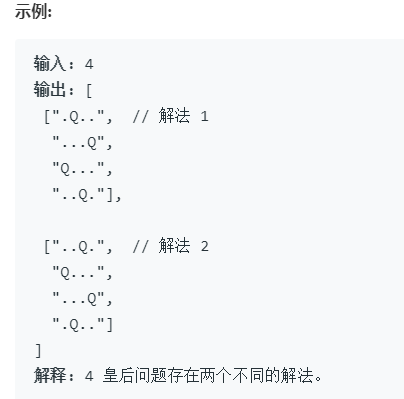 示例:
输入: 4
输出: [
[".Q..",  // 解法 1
"...Q",
"Q...",
"..Q."],
["..Q.",  // 解法 2
"Q...",
"...Q",
".Q.."]
]
解释: 4 皇后问题存在两个不同的解法。